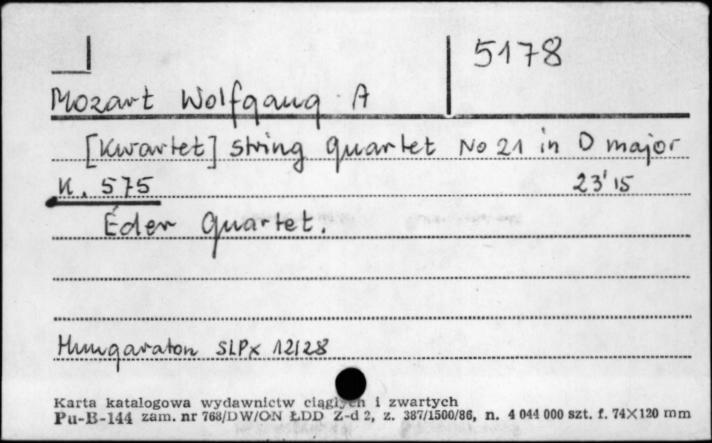 5178
Mozart Wolfgang A
[Kwartet] String Quartet No 21 in D major
K. 575 23'15
Éder Quartet.
Hungaroton SLPx 12128
Karta katalogowa wydawnictw ciągłych i zwartych
Pu-B-144 zam. nr 768/DW/ON ŁDD Z-d 2, z. 387/1500/86, n. 4 044 000 szt. f. 74×120 mm